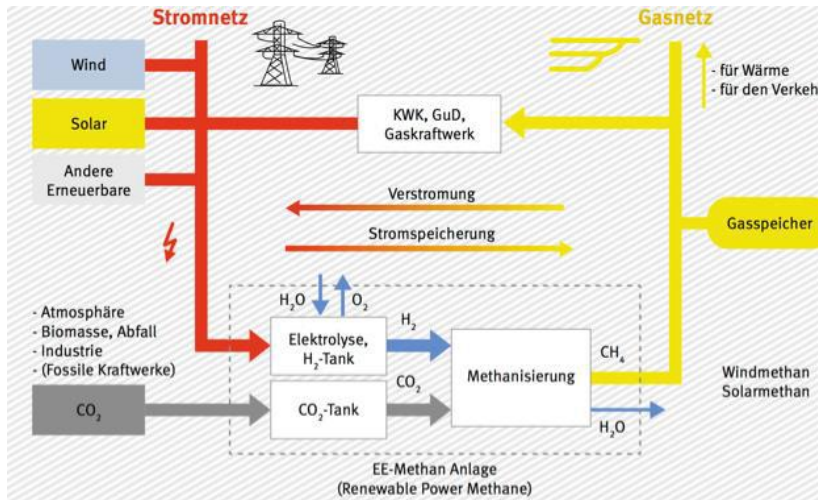 Stromnetz
Gasnetz
Wind
Solar
Andere
Erneuerbare
KWK, GuD,
Gaskraftwerk
- für Wärme
- für den Verkeh
Verstromung
Stromspeicherung
Gasspeicher
- Atmosphäre
- Biomasse, Abfall
- Industrie
- (Fossile Kraftwerke)
CO₂
H₂O
O₂
Elektrolyse,
H₂-Tank
H₂
CO₂-Tank
CO₂
Methanisierung
CH₄
H₂O
Windmethan
Solarmethan
EE-Methan Anlage
(Renewable Power Methane)